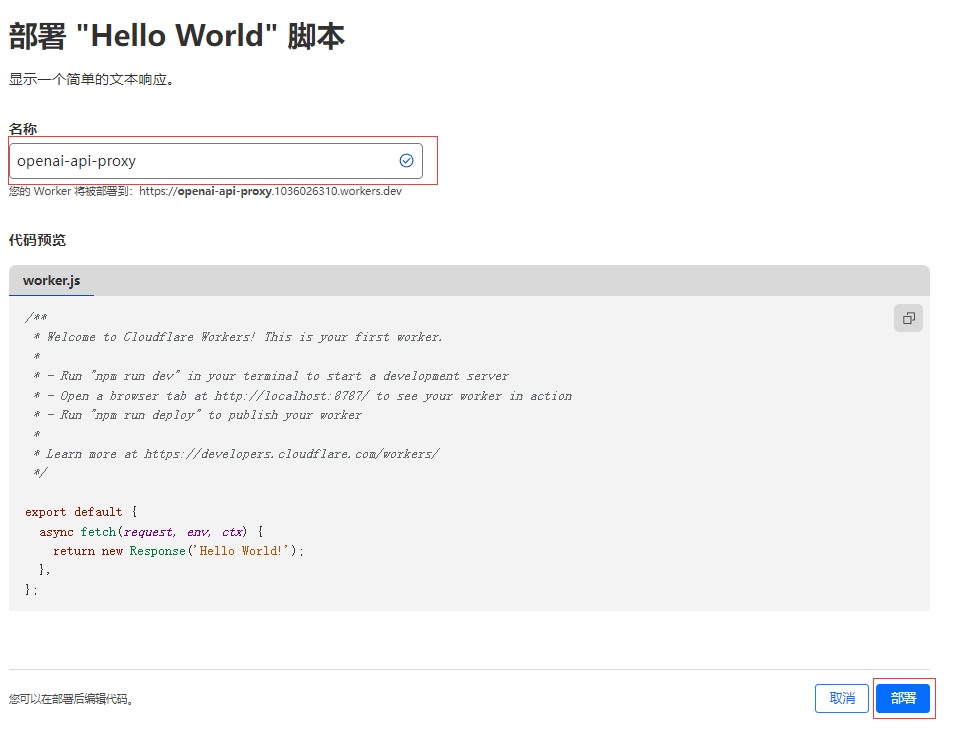 部署 "Hello World" 脚本
显示一个简单的文本响应。
名称
openai-api-proxy
您的 Worker 将被部署到：https://openai-api-proxy.1036026310.workers.dev
代码预览
worker.js
/**
 * Welcome to Cloudflare Workers! This is your first worker.
 *
 * - Run "npm run dev" in your terminal to start a development server
 * - Open a browser tab at http://localhost:8787/ to see your worker in action
 * - Run "npm run deploy" to publish your worker
 *
 * Learn more at https://developers.cloudflare.com/workers/
 */
export default {
  async fetch(request, env, ctx) {
    return new Response('Hello World!');
  },
};
您可以在部署后编辑代码。
取消
部署